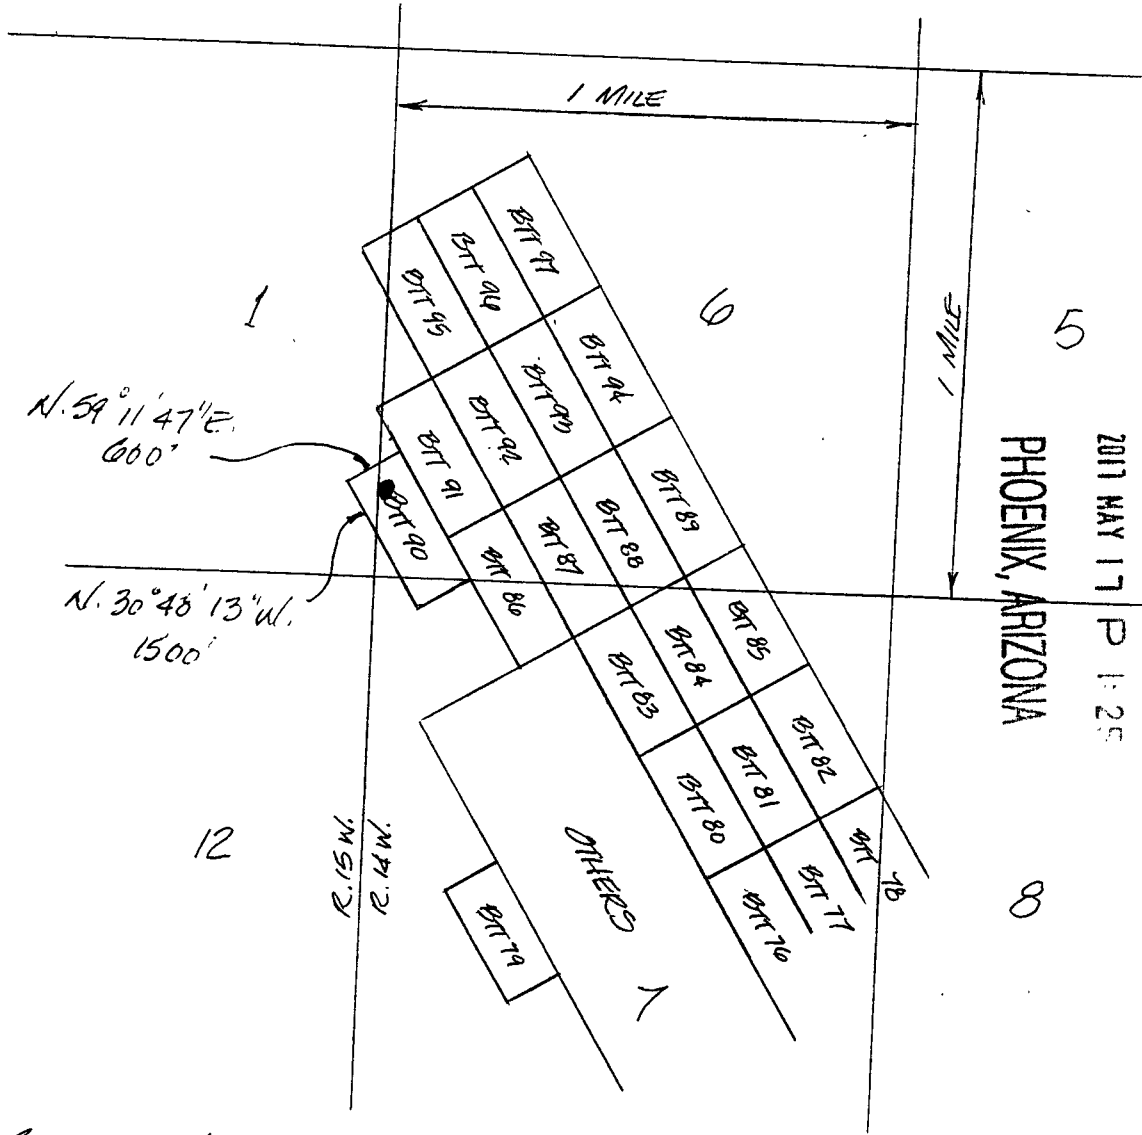 1 MILE
BTT 97
BTT 96
BTT 95
1
6
5
1 MILE
BTT 94
BTT 93
BTT 92
BTT 91
N. 59° 11' 47" E.
600'
BTT 90
BTT 89
BTT 88
BTT 87
BTT 86
N. 30° 48' 13" W.
1500'
2017 MAY 17 P 1:25
PHOENIX, ARIZONA
BTT 85
BTT 84
BTT 83
BTT 82
BTT 81
BTT 80
12
R.15 W.
R.14 W.
OTHERS
7
BTT 79
BTT 78
BTT 77
BTT 76
8